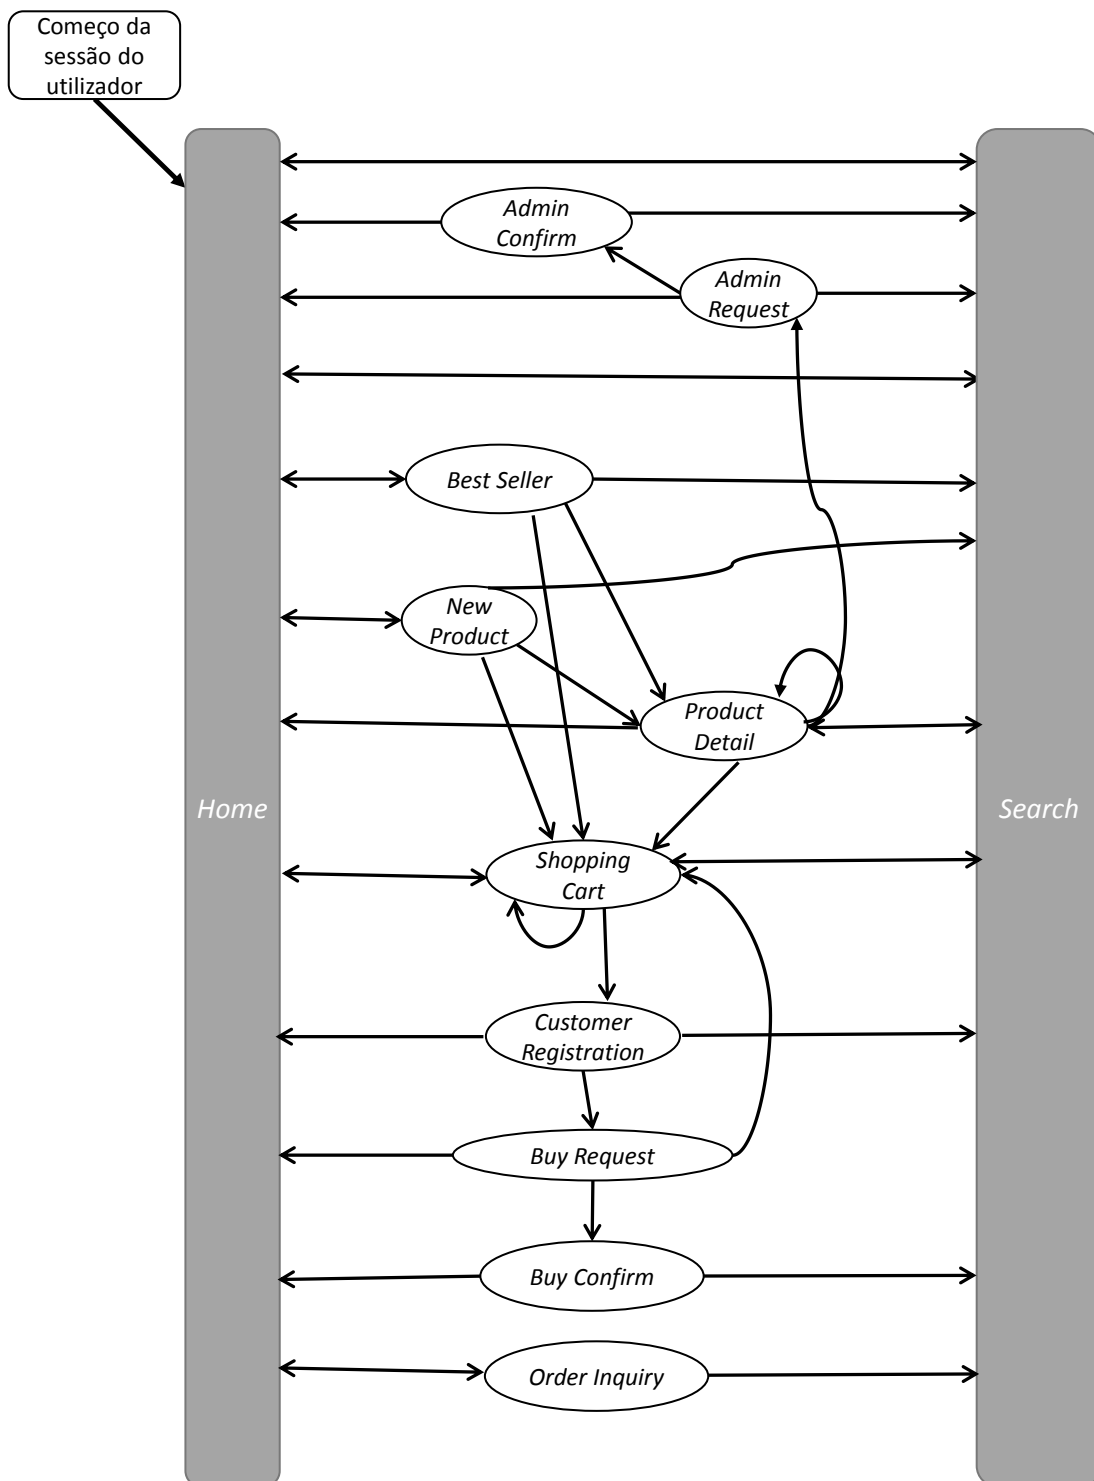 Começo da
sessão do
utilizador
Admin
Confirm
Admin
Request
Best Seller
New
Product
Product
Detail
Home
Search
Shopping
Cart
Customer
Registration
Buy Request
Buy Confirm
Order Inquiry